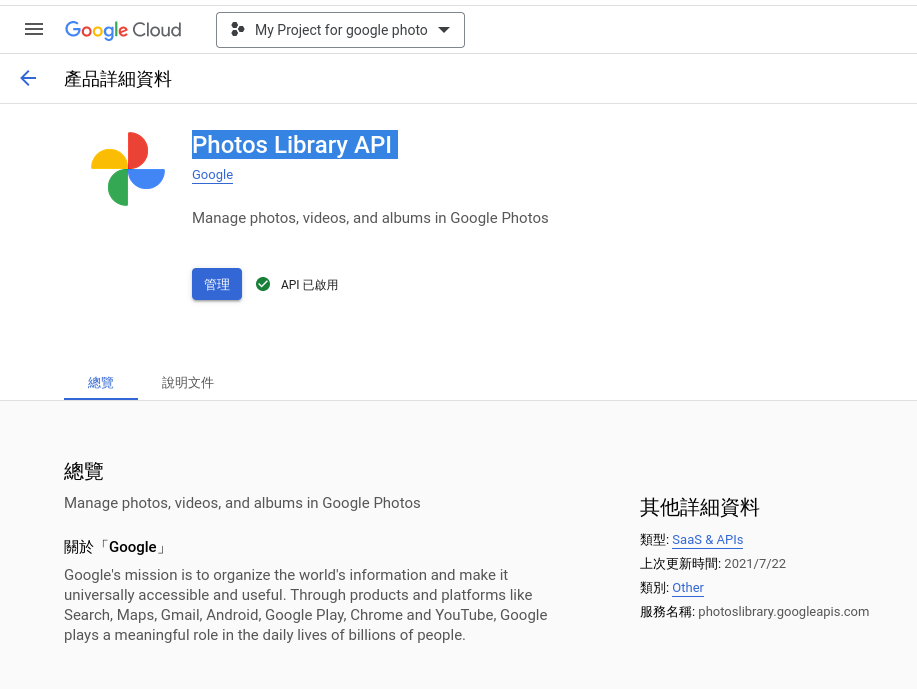 Google Cloud
My Project for google photo
產品詳細資料
Photos Library API
Google
Manage photos, videos, and albums in Google Photos
管理
API 已啟用
總覽
說明文件
總覽
Manage photos, videos, and albums in Google Photos
關於「Google」
Google's mission is to organize the world's information and make it
universally accessible and useful. Through products and platforms like
Search, Maps, Gmail, Android, Google Play, Chrome and YouTube, Google
plays a meaningful role in the daily lives of billions of people.
其他詳細資料
類型: SaaS & APIs
上次更新時間: 2021/7/22
類別: Other
服務名稱: photoslibrary.googleapis.com